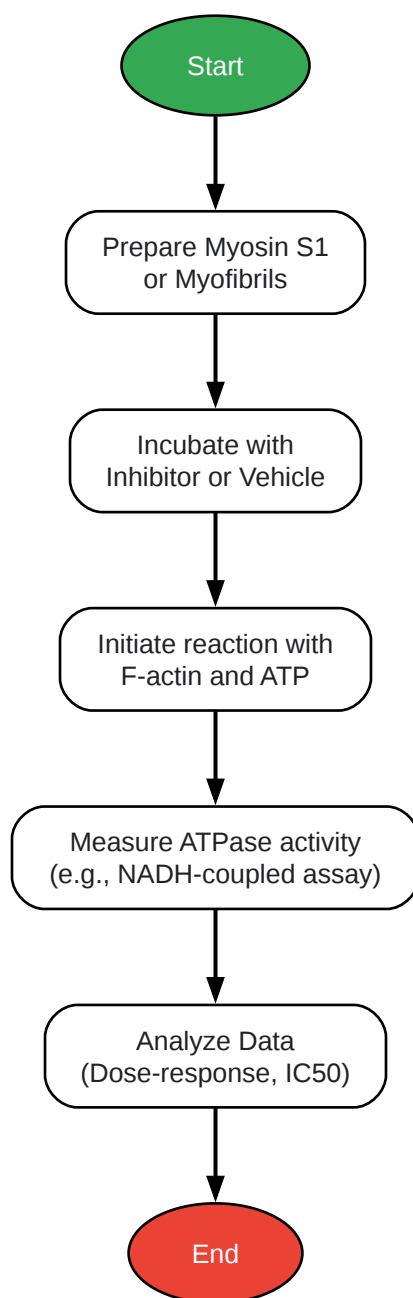 Start
Prepare Myosin S1
or Myofibrils
Incubate with
Inhibitor or Vehicle
Initiate reaction with
F-actin and ATP
Measure ATPase activity
(e.g., NADH-coupled assay)
Analyze Data
(Dose-response, IC50)
End